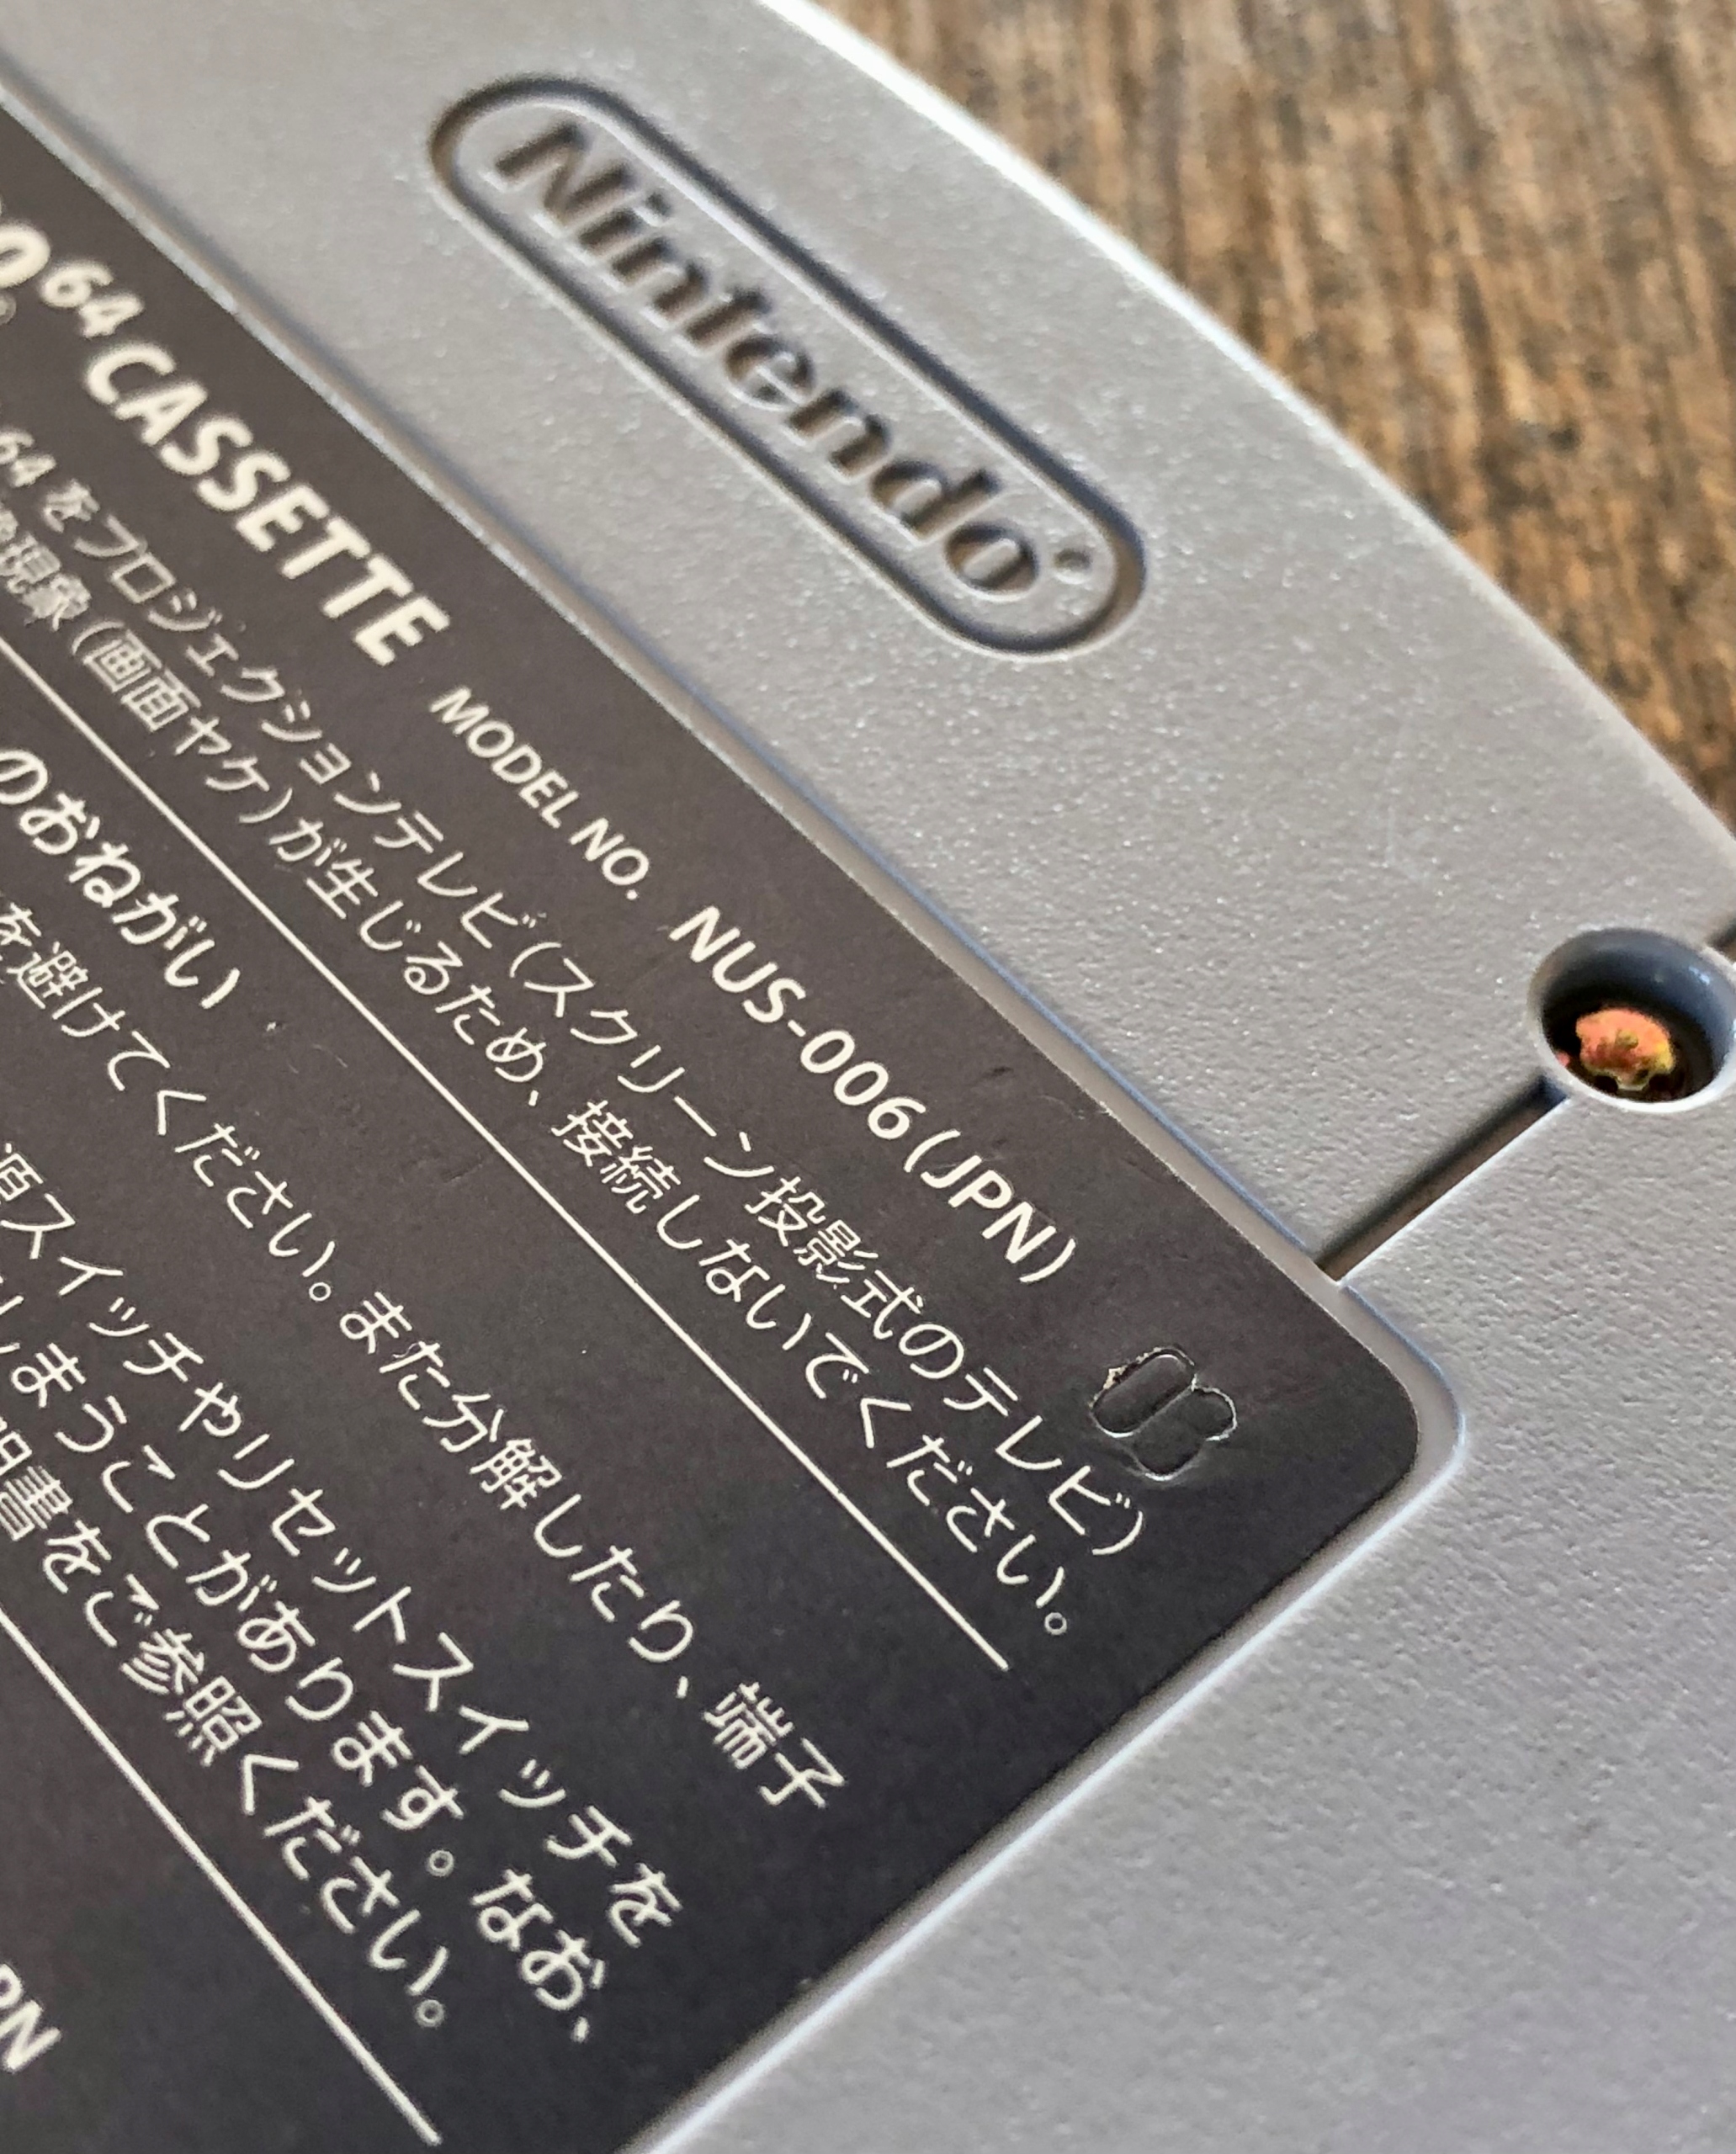 Nintendo
64 CASSETTE MODEL NO. NUS-006(JPN)
64 をプロジェクションテレビ(スクリーン投影式のテレビ)
現象(画面ヤケ)が生じるため、接続しないでください。
のおねがい
を避けてください。また分解したり、端子
源スイッチやリセットスイッチを
しまうことがあります。なお、
明書をご参照ください。
PN